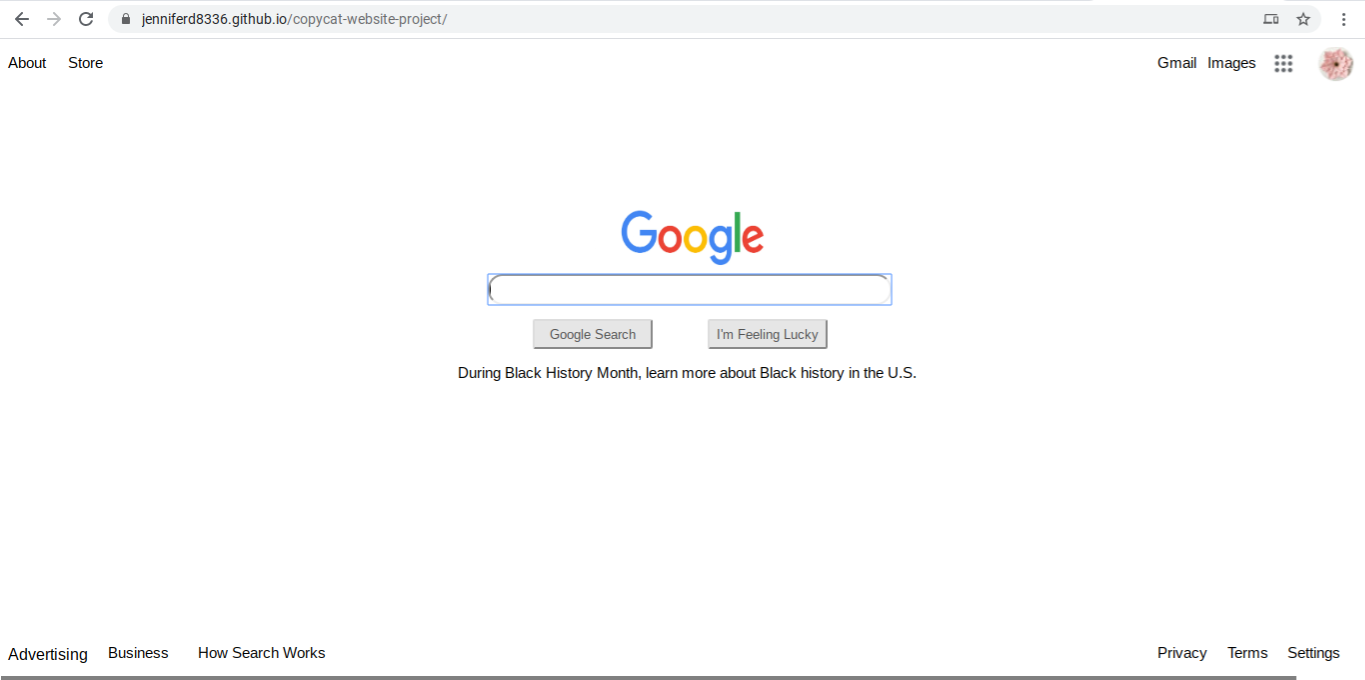 jenniferd8336.github.io/copycat-website-project/
About Store Gmail Images
Google
Google Search I'm Feeling Lucky
During Black History Month, learn more about Black history in the U.S.
Advertising Business How Search Works Privacy Terms Settings